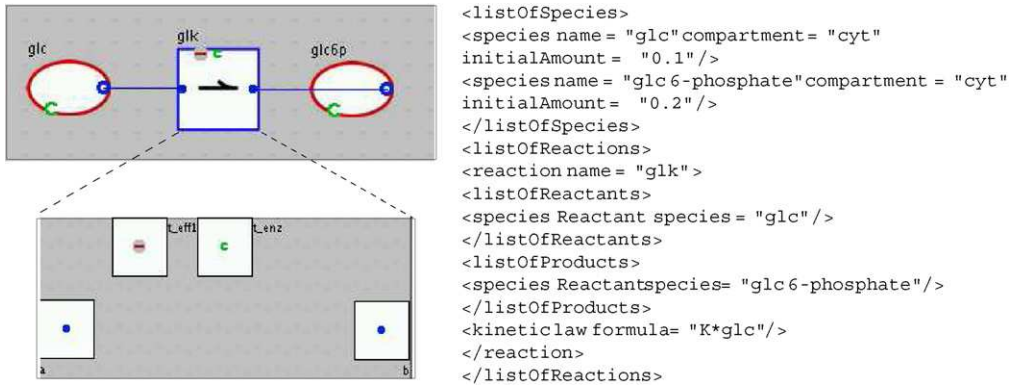 glc
glk
glc6p
c
c
c
t_eff1
t_enz
c
a
b
<listOfSpecies>
<species name = "glc"compartment= "cyt"
initialAmount = "0.1"/>
<species name = "glc 6-phosphate"compartment = "cyt"
initialAmount = "0.2"/>
</listOfSpecies>
<listOfReactions>
<reaction name = "glk">
<listOfReactants>
<species Reactant species = "glc"/>
</listOfReactants>
<listOfProducts>
<species Reactantspecies= "glc 6-phosphate"/>
</listOfProducts>
<kineticlaw formula= "K*glc"/>
</reaction>
</listOfReactions>